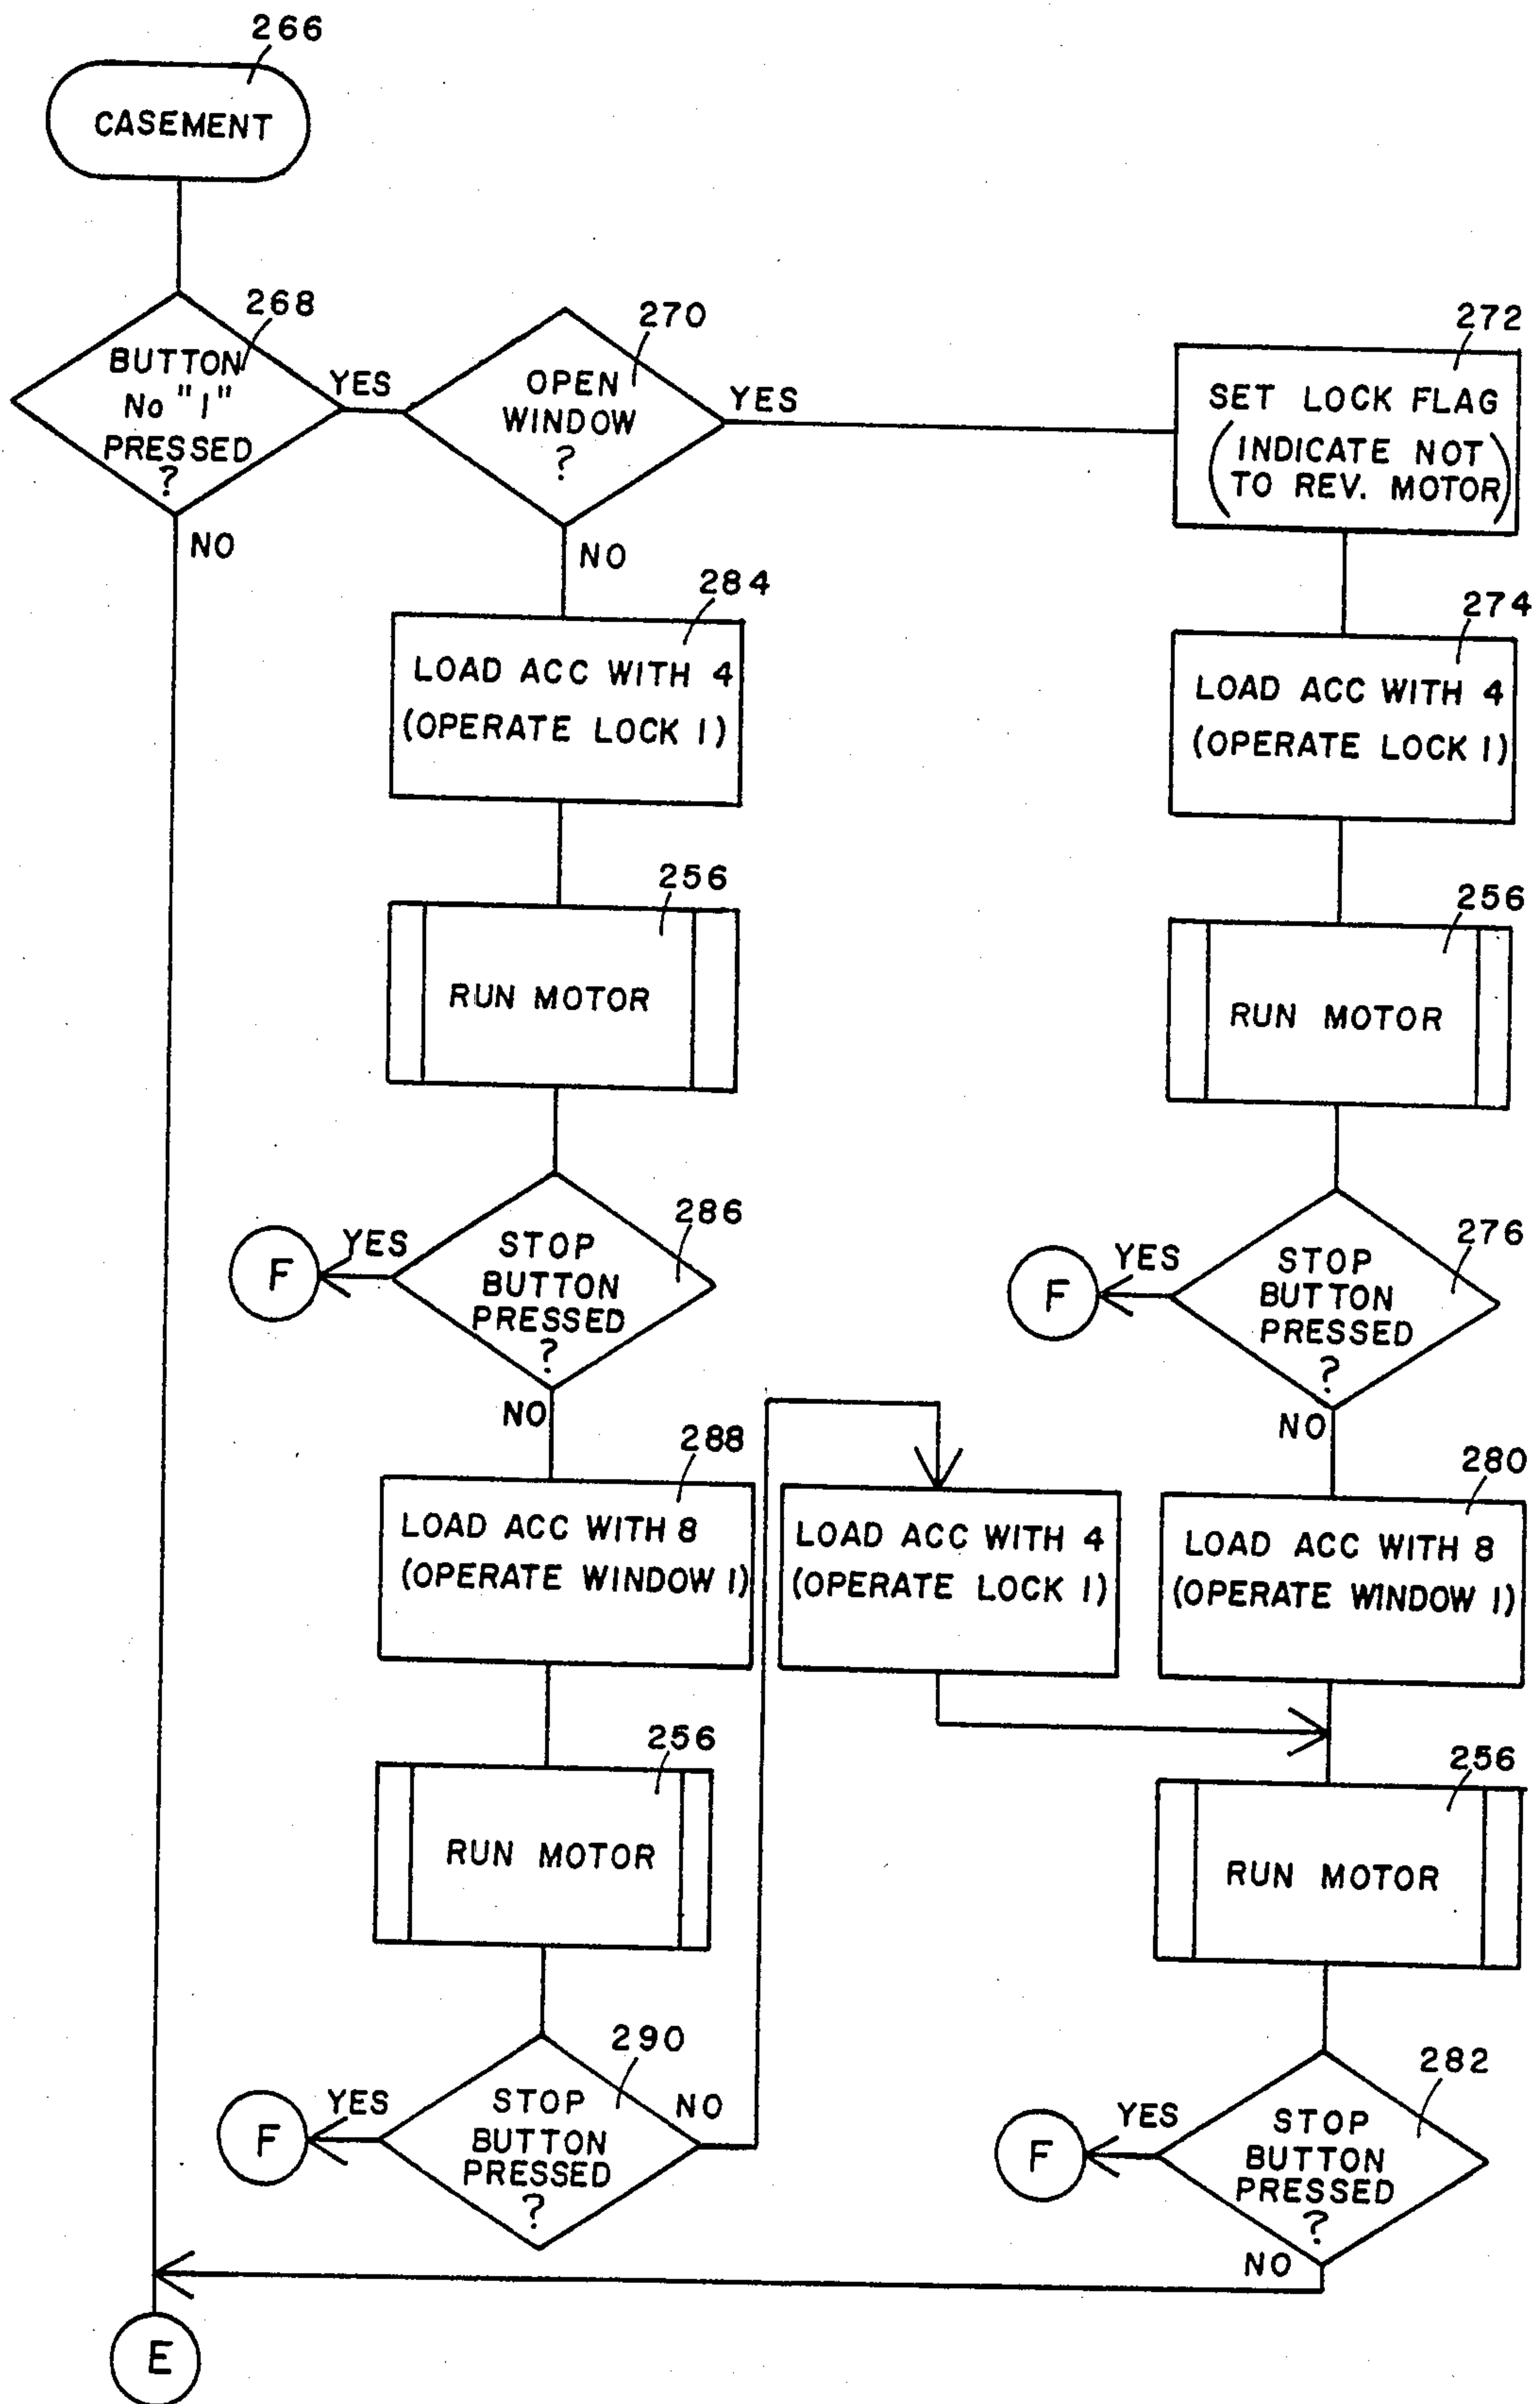 266
CASEMENT
268
BUTTON
No "1"
PRESSED
?
YES
NO
270
OPEN
WINDOW
?
YES
NO
272
SET LOCK FLAG
(INDICATE NOT
TO REV. MOTOR)
284
LOAD ACC WITH 4
(OPERATE LOCK 1)
274
LOAD ACC WITH 4
(OPERATE LOCK 1)
256
RUN MOTOR
256
RUN MOTOR
286
STOP
BUTTON
PRESSED
?
YES
F
NO
276
STOP
BUTTON
PRESSED
?
YES
F
NO
288
LOAD ACC WITH 8
(OPERATE WINDOW 1)
LOAD ACC WITH 4
(OPERATE LOCK 1)
280
LOAD ACC WITH 8
(OPERATE WINDOW 1)
256
RUN MOTOR
256
RUN MOTOR
290
STOP
BUTTON
PRESSED
?
YES
F
NO
282
STOP
BUTTON
PRESSED
?
YES
F
NO
E